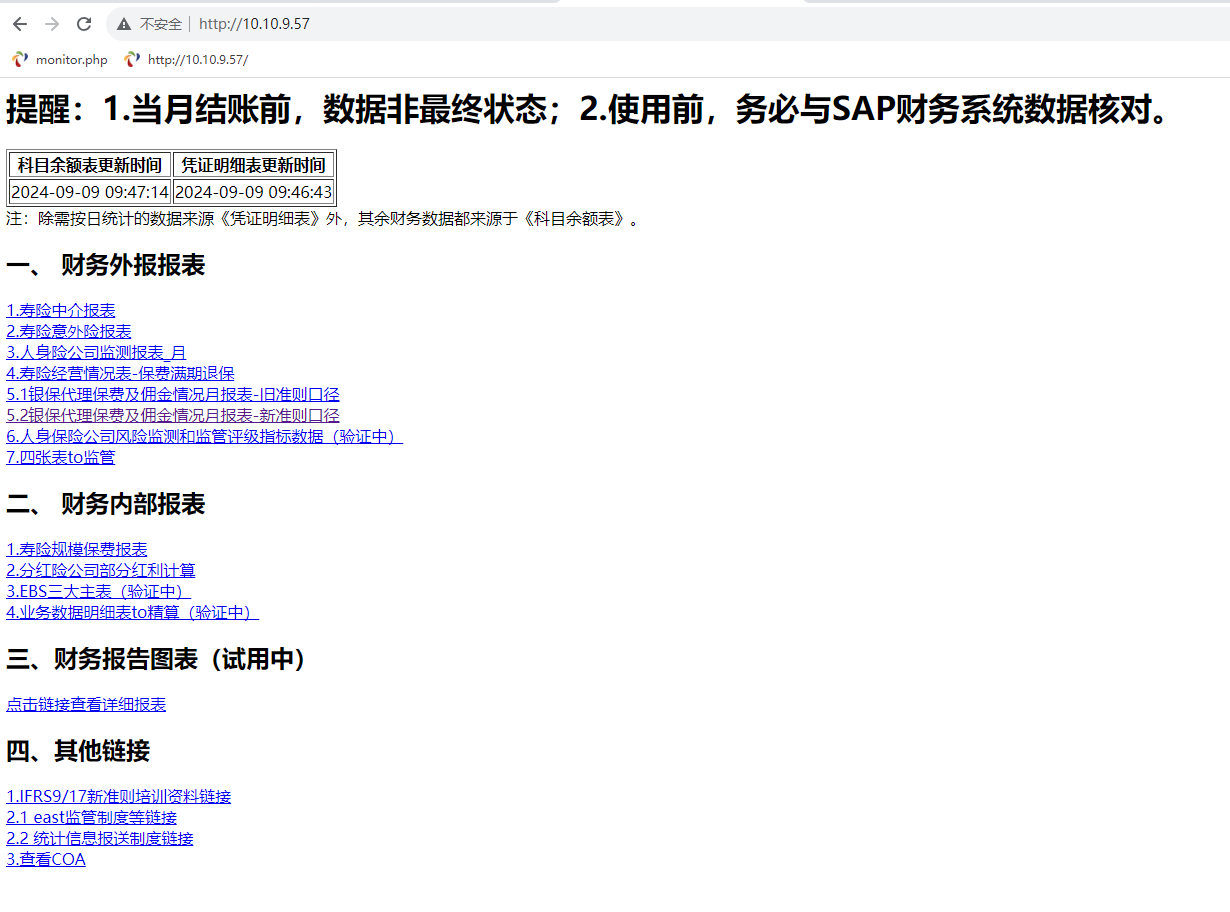 不安全 | http://10.10.9.57
monitor.php http://10.10.9.57/
提醒：1.当月结账前，数据非最终状态；2.使用前，务必与SAP财务系统数据核对。
科目余额表更新时间 凭证明细表更新时间
2024-09-09 09:47:14 2024-09-09 09:46:43
注：除需按日统计的数据来源《凭证明细表》外，其余财务数据都来源于《科目余额表》。
一、 财务外报报表
1.寿险中介报表
2.寿险意外险报表
3.人身险公司监测报表_月
4.寿险经营情况表-保费满期退保
5.1银保代理保费及佣金情况月报表-旧准则口径
5.2银保代理保费及佣金情况月报表-新准则口径
6.人身保险公司风险监测和监管评级指标数据（验证中）
7.四张表to监管
二、 财务内部报表
1.寿险规模保费报表
2.分红险公司部分红利计算
3.EBS三大主表（验证中）
4.业务数据明细表to精算（验证中）
三、财务报告图表（试用中）
点击链接查看详细报表
四、其他链接
1.IFRS9/17新准则培训资料链接
2.1 east监管制度等链接
2.2 统计信息报送制度链接
3.查看COA